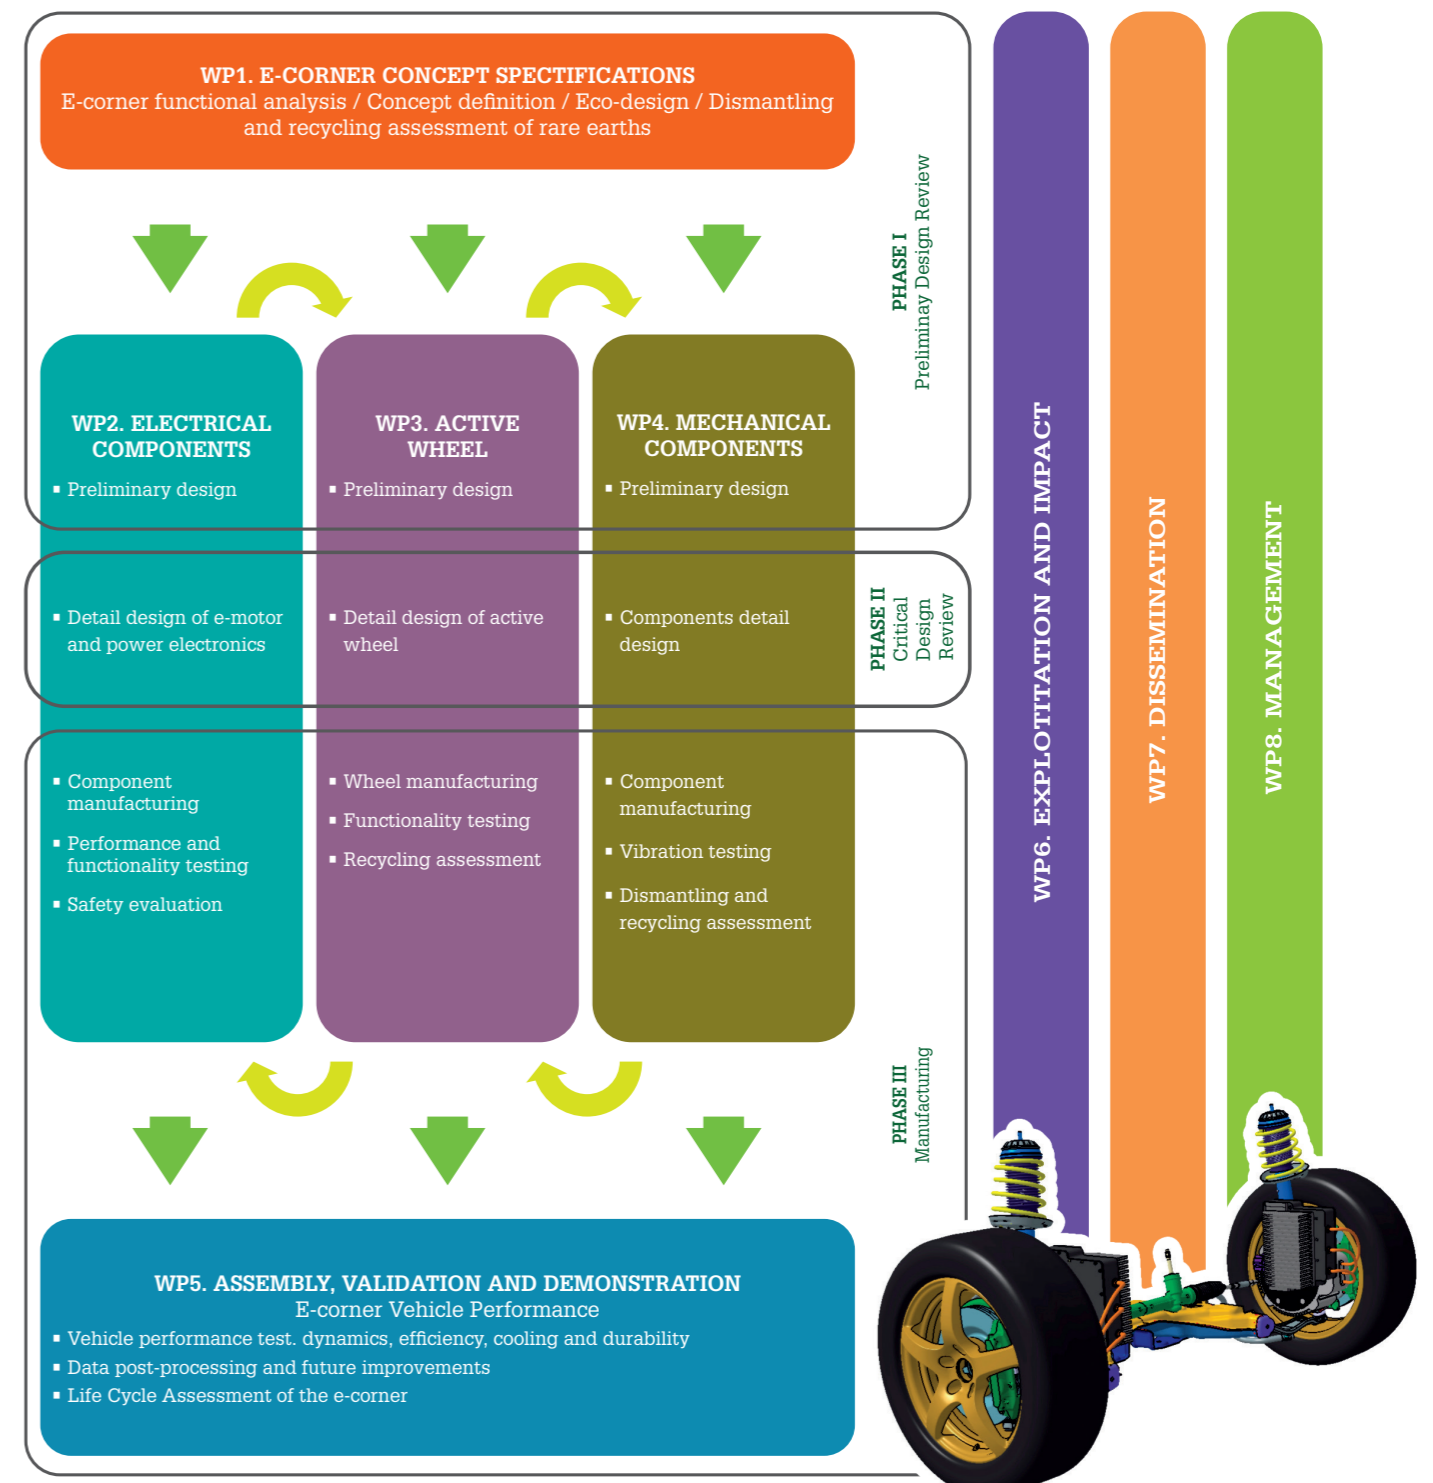 WP1. E-CORNER CONCEPT SPECTIFICATIONS
E-corner functional analysis / Concept definition / Eco-design / Dismantling
and recycling assessment of rare earths
PHASE I
Preliminay Design Review
WP2. ELECTRICAL
COMPONENTS
▪ Preliminary design
▪ Detail design of e-motor
and power electronics
▪ Component
manufacturing
▪ Performance and
functionality testing
▪ Safety evaluation
WP3. ACTIVE
WHEEL
▪ Preliminary design
▪ Detail design of active
wheel
▪ Wheel manufacturing
▪ Functionality testing
▪ Recycling assessment
WP4. MECHANICAL
COMPONENTS
▪ Preliminary design
▪ Components detail
design
▪ Component
manufacturing
▪ Vibration testing
▪ Dismantling and
recycling assessment
PHASE II
Critical
Design
Review
PHASE III
Manufacturing
WP5. ASSEMBLY, VALIDATION AND DEMONSTRATION
E-corner Vehicle Performance
▪ Vehicle performance test. dynamics, efficiency, cooling and durability
▪ Data post-processing and future improvements
▪ Life Cycle Assessment of the e-corner
WP6. EXPLOTITATION AND IMPACT
WP7. DISSEMINATION
WP8. MANAGEMENT